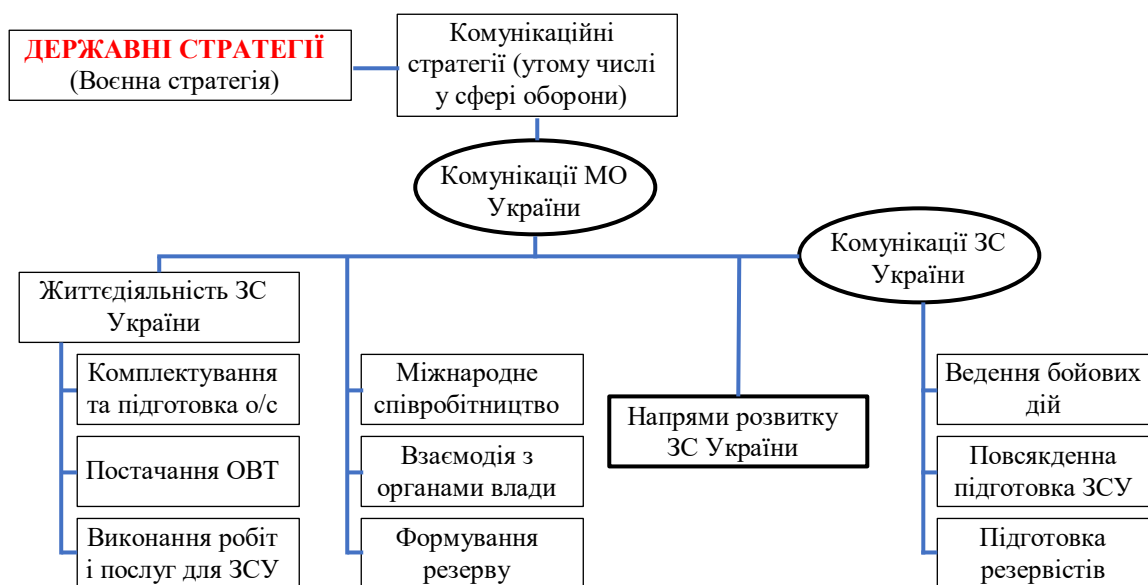 ДЕРЖАВНІ СТРАТЕГІЇ
(Воєнна стратегія)
Комунікаційні
стратегії (утому числі
у сфері оборони)
Комунікації МО
України
Комунікації ЗС
України
Життєдіяльність ЗС
України
Комплектування
та підготовка о/с
Постачання ОВТ
Виконання робіт
і послуг для ЗСУ
Міжнародне
співробітництво
Взаємодія з
органами влади
Формування
резерву
Напрями розвитку
ЗС України
Ведення бойових
дій
Повсякденна
підготовка ЗСУ
Підготовка
резервістів